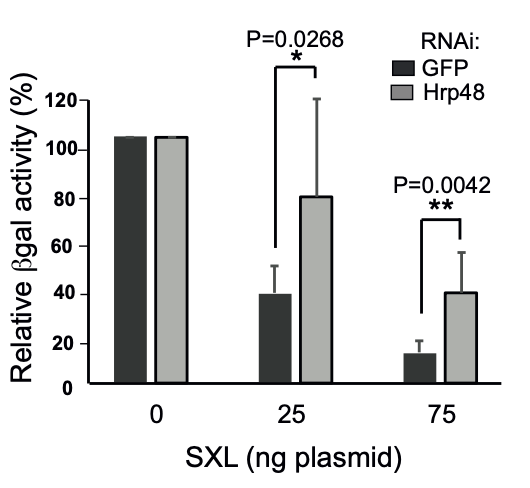 P=0.0268
*
RNAi:
GFP
Hrp48
P=0.0042
**
Relative βgal activity (%)
120
100
80
60
40
20
0
0 25 75
SXL (ng plasmid)